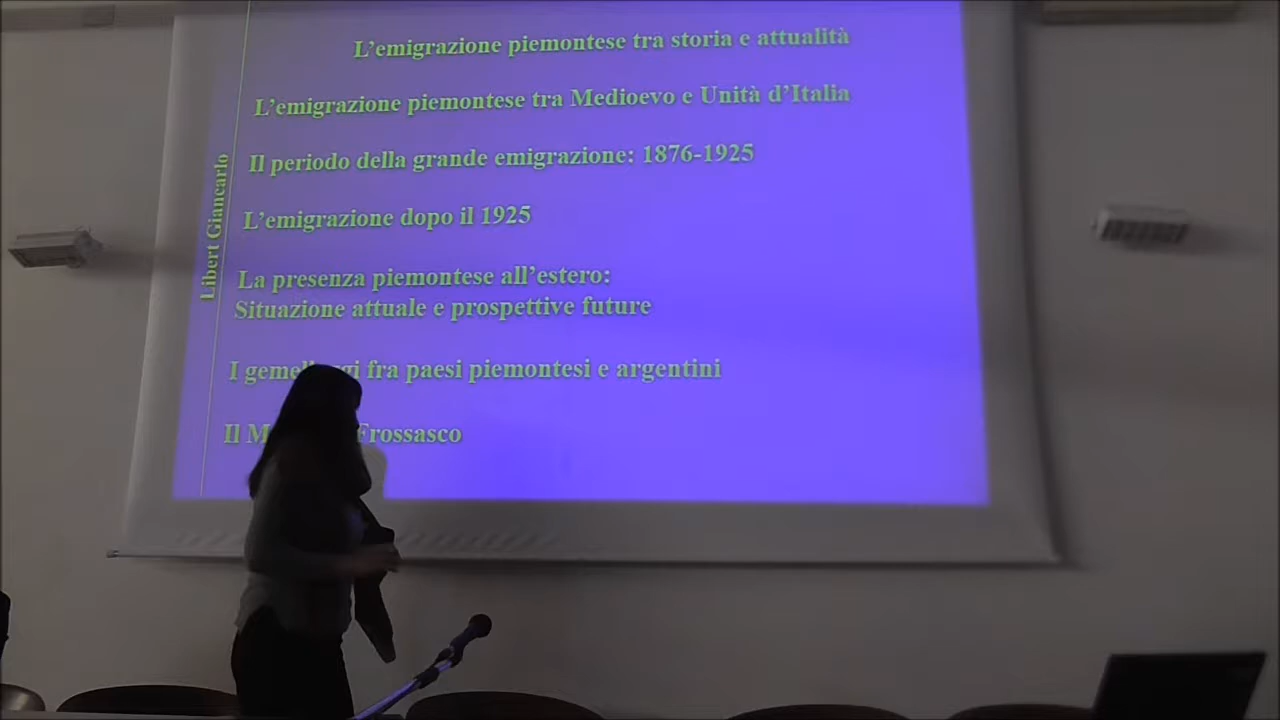 L'emigrazione piemontese tra storia e attualità
L'emigrazione piemontese tra Medioevo e Unità d'Italia
Il periodo della grande emigrazione: 1876-1925
L'emigrazione dopo il 1925
La presenza piemontese all'estero:
Situazione attuale e prospettive future
I fra paesi piemontesi e argentini
Il Frossasco
Libert Giancarlo